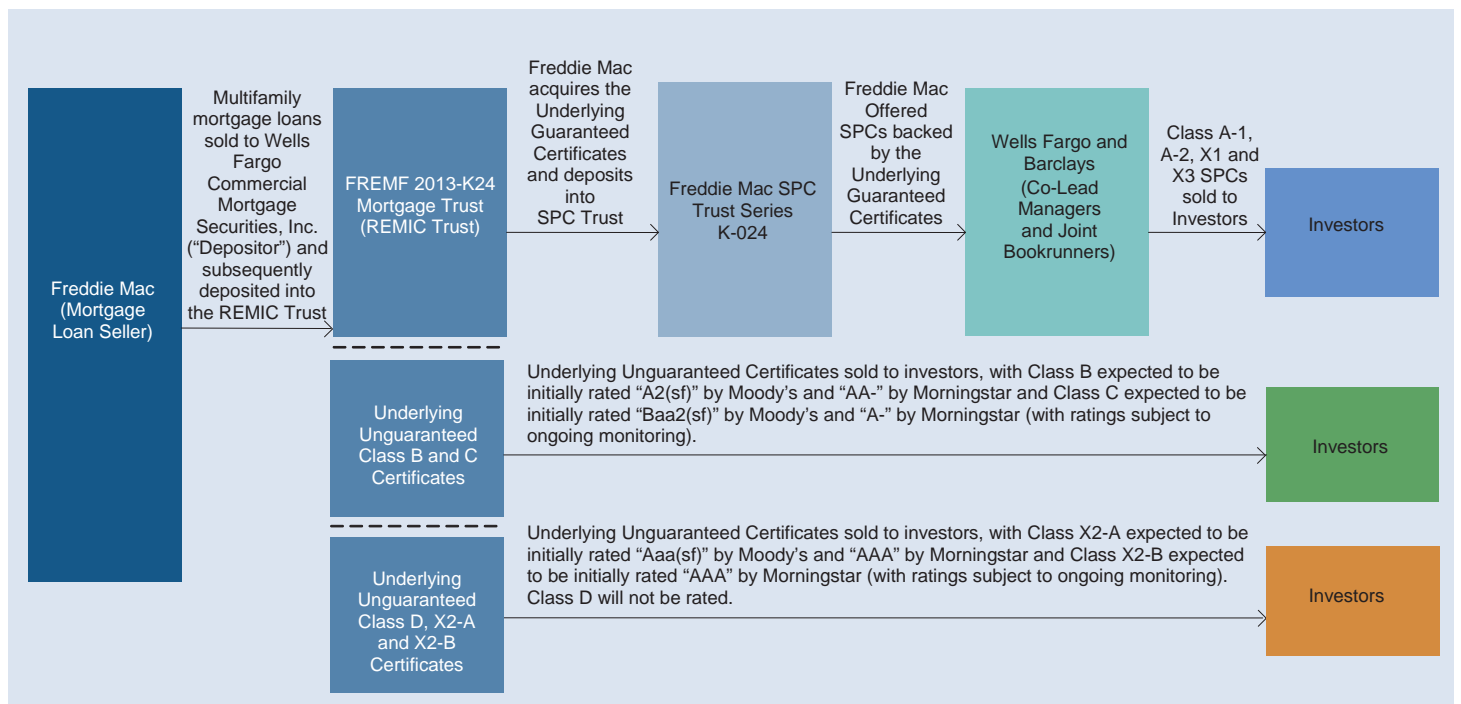 Freddie Mac
(Mortgage
Loan Seller)
Multifamily
mortgage loans
sold to Wells
Fargo
Commercial
Mortgage
Securities, Inc.
(“Depositor”) and
subsequently
deposited into
the REMIC Trust
FREMF 2013-K24
Mortgage Trust
(REMIC Trust)
Freddie Mac
acquires the
Underlying
Guaranteed
Certificates
and deposits
into
SPC Trust
Freddie Mac SPC
Trust Series
K-024
Freddie Mac
Offered
SPCs backed
by the
Underlying
Guaranteed
Certificates
Wells Fargo and
Barclays
(Co-Lead
Managers
and Joint
Bookrunners)
Class A-1,
A-2, X1 and
X3 SPCs
sold to
Investors
Investors
Underlying
Unguaranteed
Class B and C
Certificates
Underlying Unguaranteed Certificates sold to investors, with Class B expected to be
initially rated “A2(sf)” by Moody’s and “AA-” by Morningstar and Class C expected to be
initially rated “Baa2(sf)” by Moody’s and “A-” by Morningstar (with ratings subject to
ongoing monitoring).
Investors
Underlying
Unguaranteed
Class D, X2-A
and X2-B
Certificates
Underlying Unguaranteed Certificates sold to investors, with Class X2-A expected to be
initially rated “Aaa(sf)” by Moody’s and “AAA” by Morningstar and Class X2-B expected
to be initially rated “AAA” by Morningstar (with ratings subject to ongoing monitoring).
Class D will not be rated.
Investors